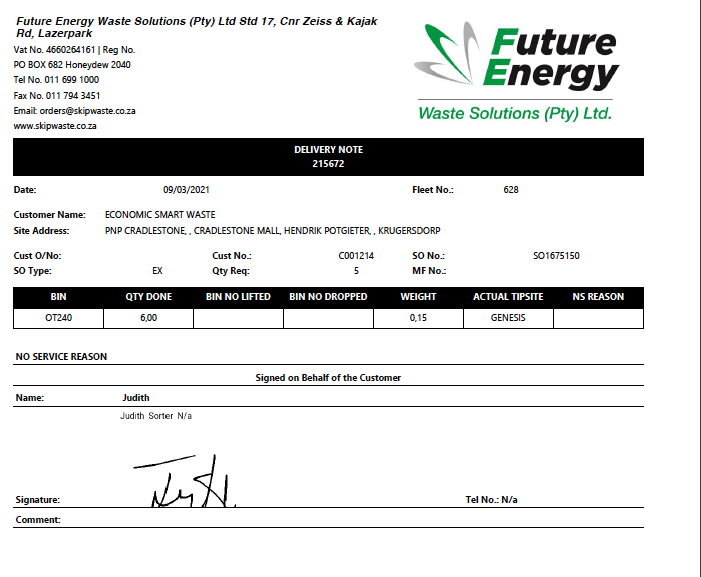 Future Energy Waste Solutions (Pty) Ltd Std 17, Cnr Zeiss & Kajak
Rd, Lazerpark
Vat No. 4660264161 | Reg No.
PO BOX 682 Honeydew 2040
Tel No. 011 699 1000
Fax No. 011 794 3451
Email: orders@skipwaste.co.za
www.skipwaste.co.za
Future
Energy
Waste Solutions (Pty) Ltd.
DELIVERY NOTE
215672
Date: 09/03/2021 Fleet No.: 628
Customer Name: ECONOMIC SMART WASTE
Site Address: PNP CRADLESTONE, , CRADLESTONE MALL, HENDRIK POTGIETER, , KRUGERSDORP
Cust O/No: Cust No.: C001214 SO No.: SO1675150
SO Type: EX Qty Req: 5 MF No.:
BIN QTY DONE BIN NO LIFTED BIN NO DROPPED WEIGHT ACTUAL TIPSITE NS REASON
OT240 6,00 0,15 GENESIS
NO SERVICE REASON
Signed on Behalf of the Customer
Name: Judith
Judith Sorter N/a
Signature: Tel No.: N/a
Comment: